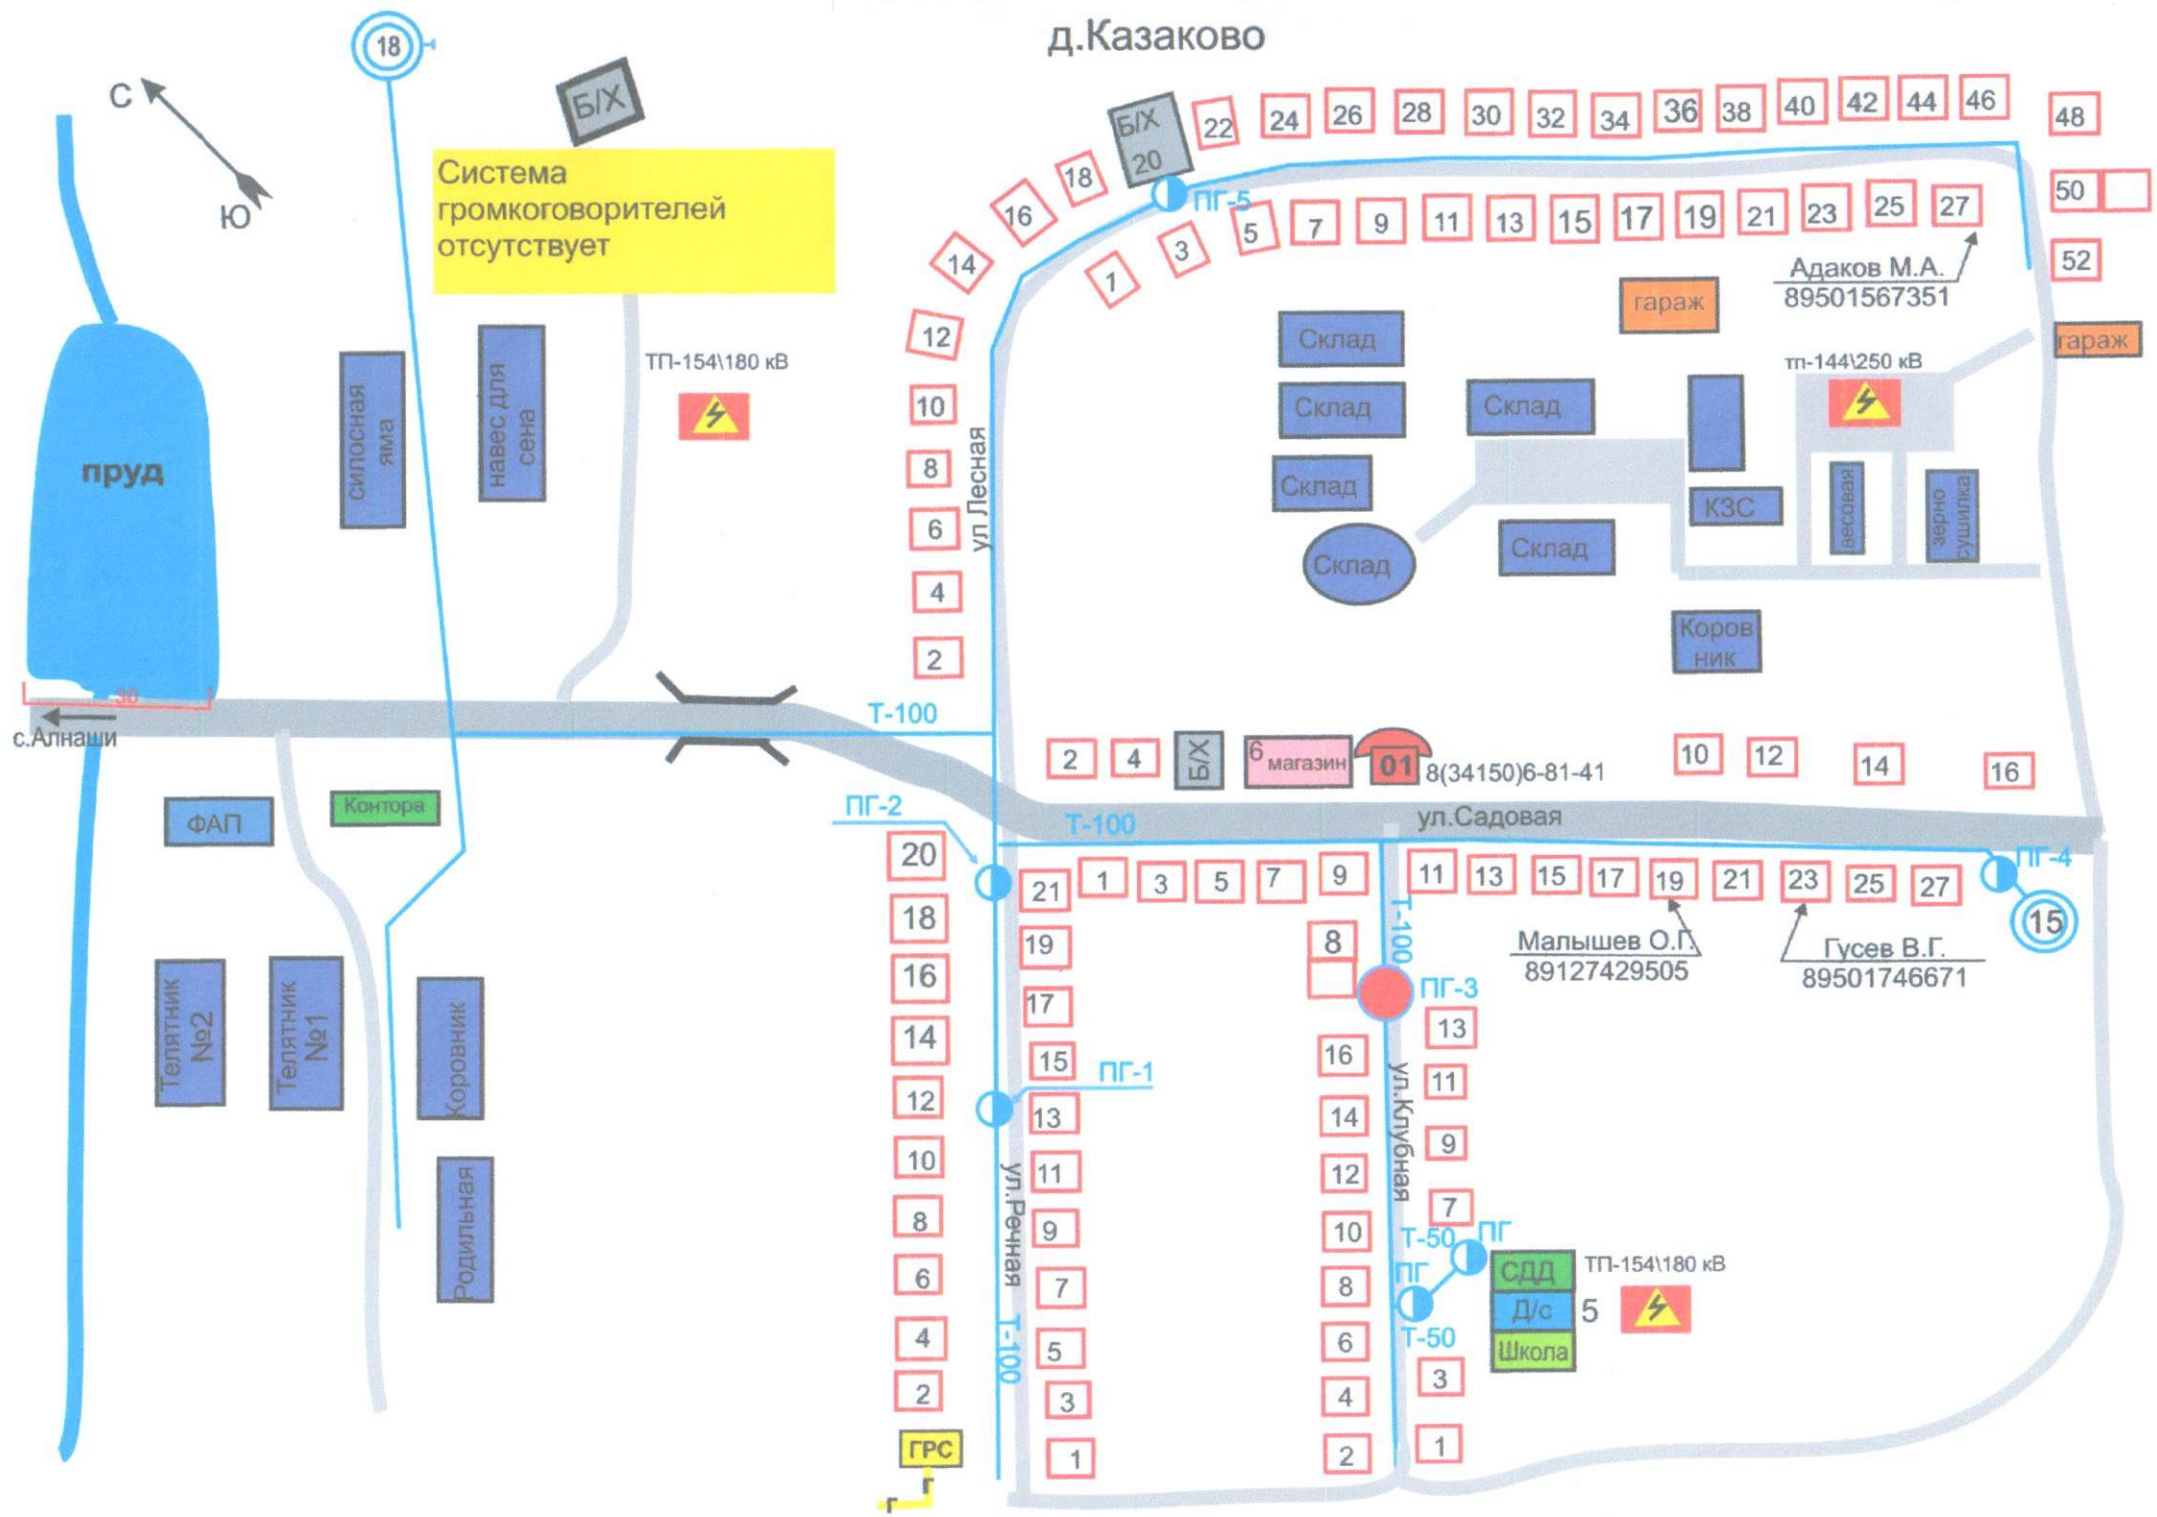 д.Казаково
18
С
Ю
Б/Х
Система
громкоговорителей
отсутствует
Б/Х
20
22
24
26
28
30
32
34
36
38
40
42
44
46
48
50
52
18
16
14
12
10
8
6
4
2
ПГ-5
1
3
5
7
9
11
13
15
17
19
21
23
25
27
Адаков М.А.
89501567351
гараж
гараж
Склад
Склад
Склад
Склад
Склад
Склад
тп-144\250 кВ
КЗС
весовая
зерно
сушилка
Коров
ник
ул Лесная
силосная
яма
навес для
сена
ТП-154\180 кВ
пруд
30
с.Алнаши
Т-100
2
4
Б/Х
6
магазин
01
8(34150)6-81-41
10
12
14
16
ул.Садовая
Т-100
ФАП
Контора
ПГ-2
20
18
16
14
12
10
8
6
4
2
ГРС
Г
Г
21
19
17
15
13
11
9
7
5
3
1
ПГ-1
ул.Речная
Т-100
1
3
5
7
9
11
13
15
17
19
21
23
25
27
ПГ-4
15
Малышев О.Г.
89127429505
Гусев В.Г.
89501746671
Т-100
8
ПГ-3
16
14
12
10
8
6
4
2
ул.Клубная
13
11
9
7
Т-50
ПГ
ПГ
Т-50
3
1
СДД
Д/с
5
Школа
ТП-154\180 кВ
Телятник
№2
Телятник
№1
Коровник
Родильная